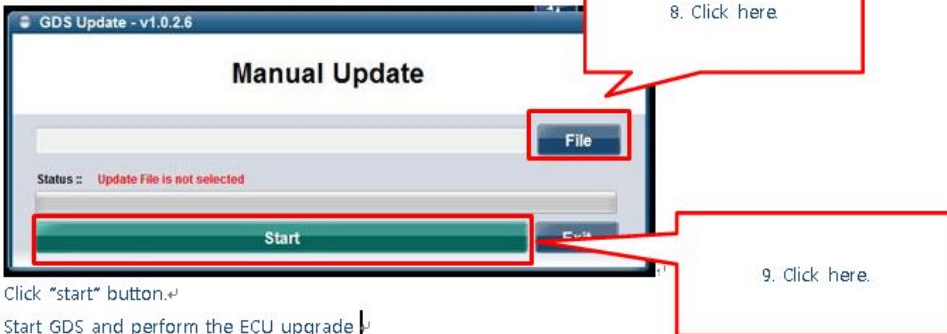 GDS Update - v1.0.2.6
8. Click here.
Manual Update
File
Status :: Update File is not selected
Start
Exit
9. Click here.
Click "start" button.
Start GDS and perform the ECU upgrade